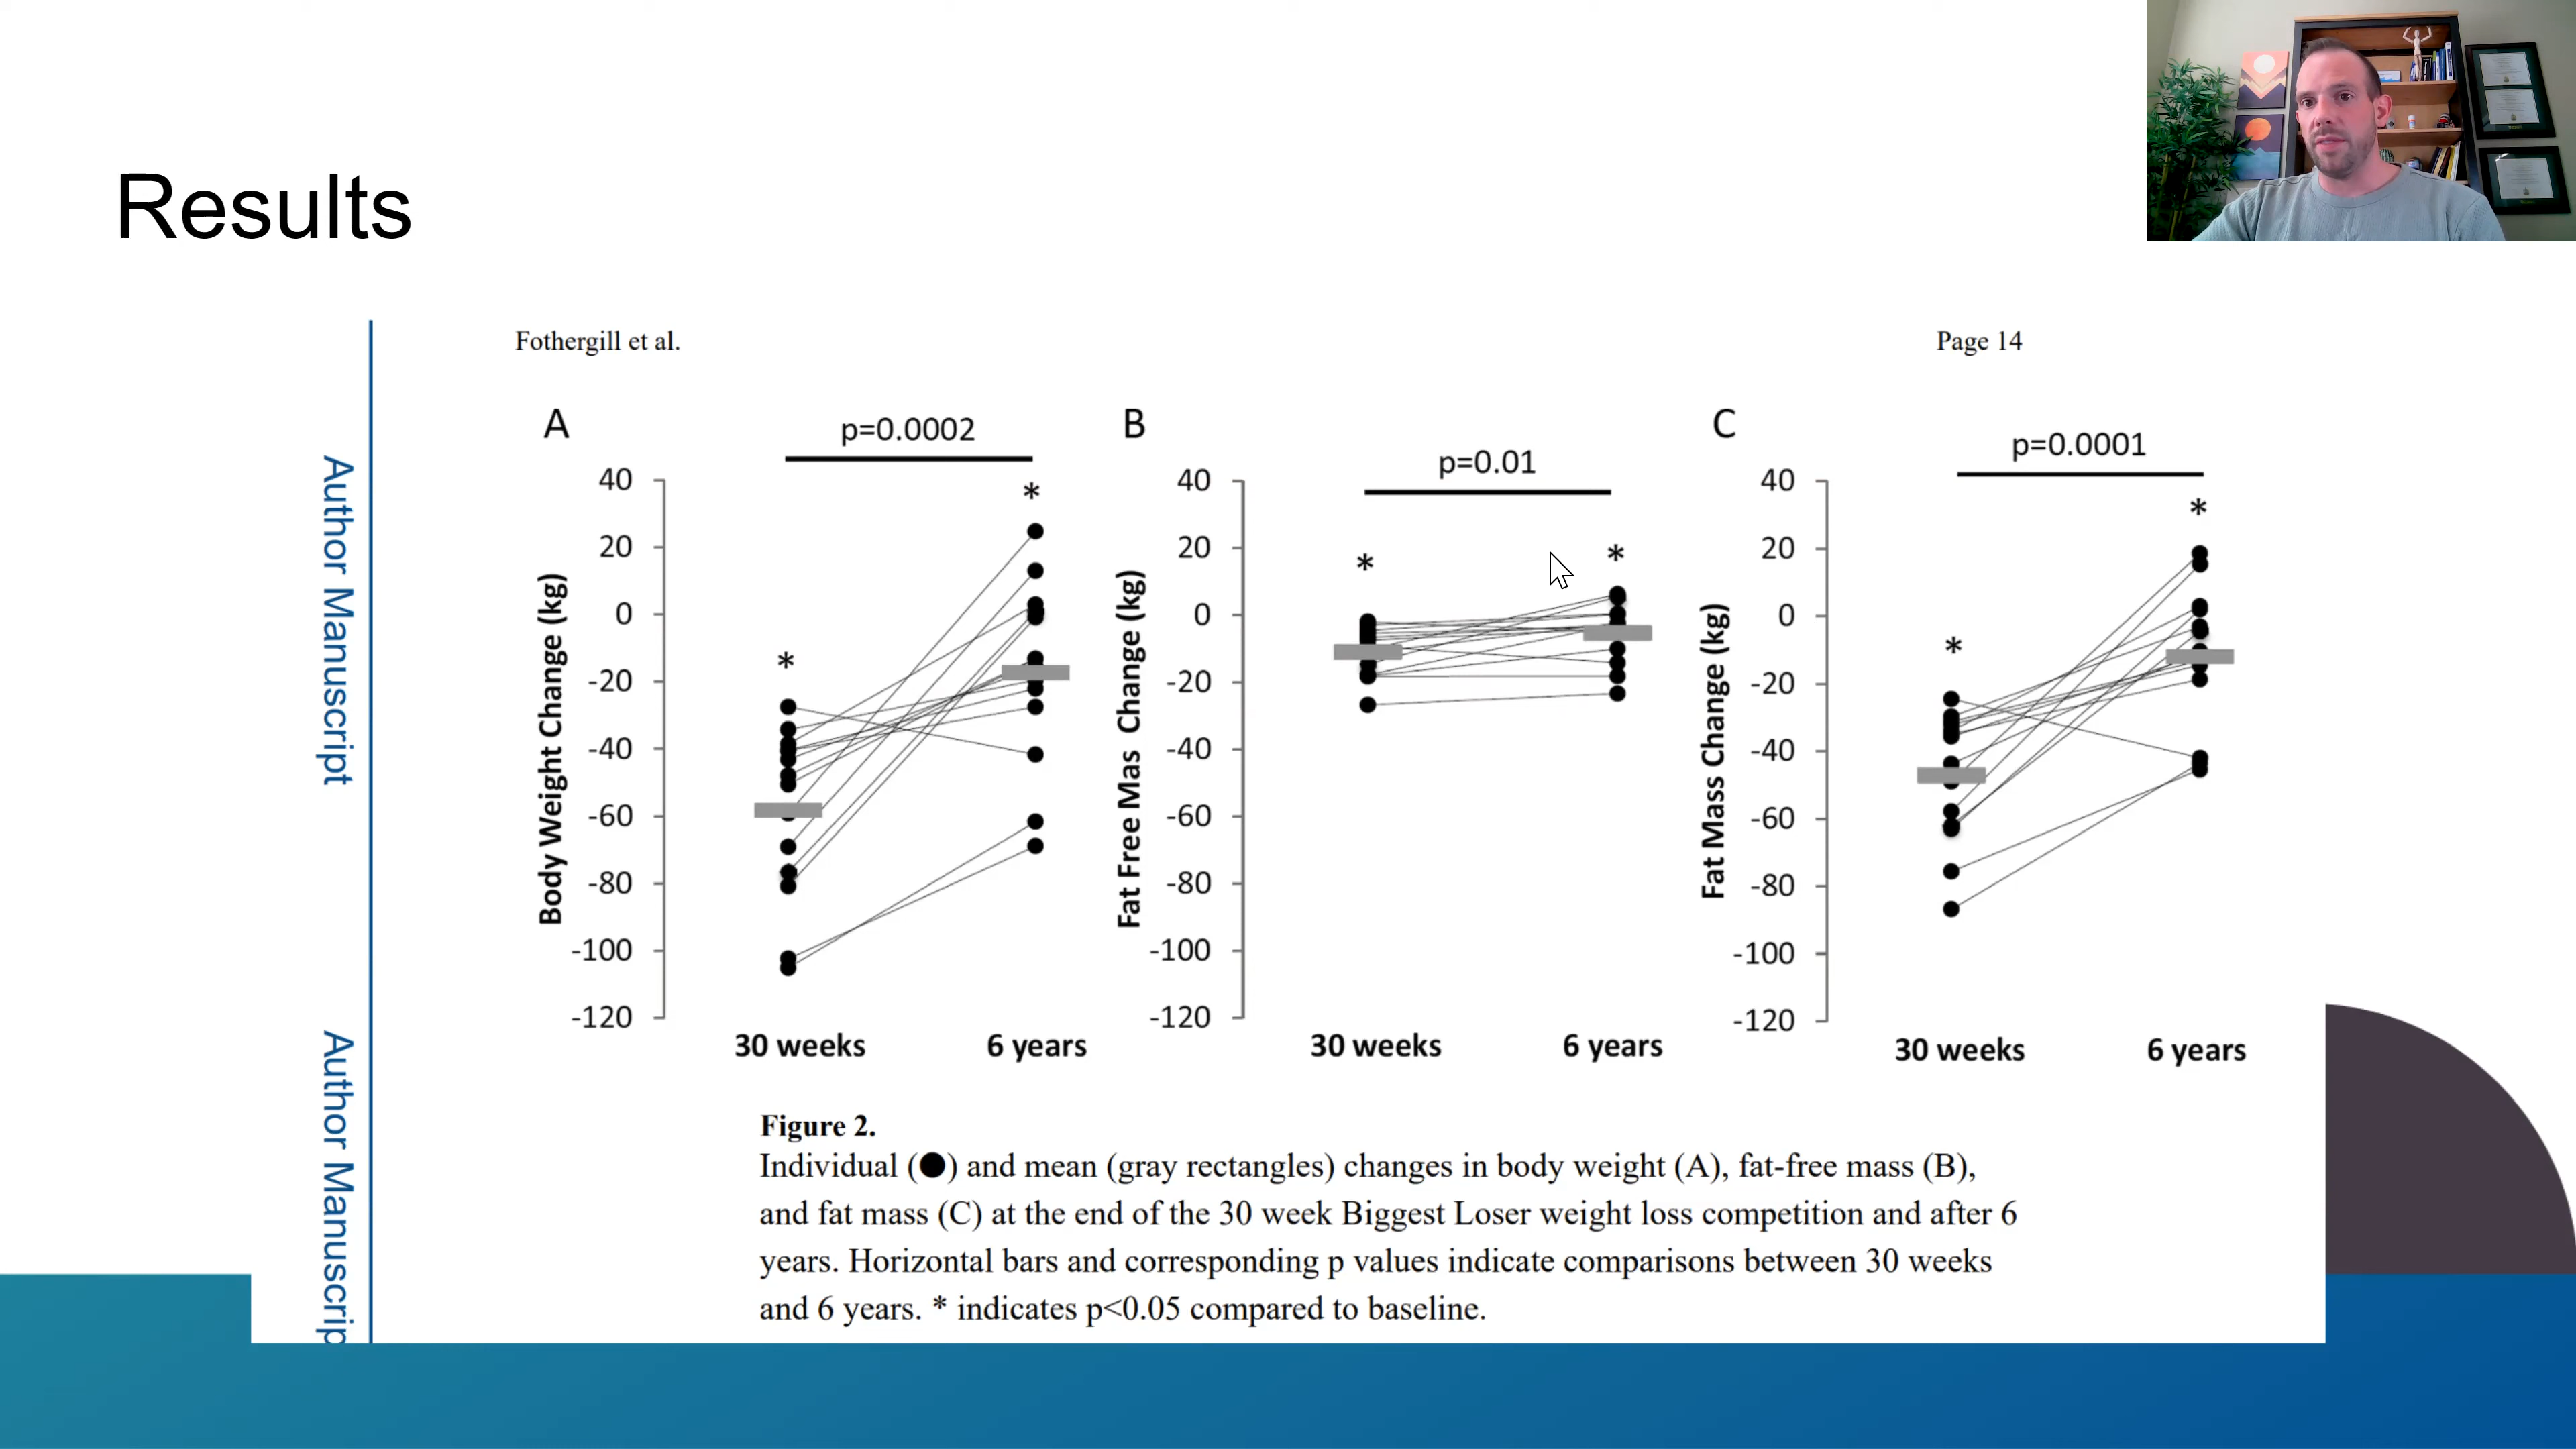 Results
Fothergill et al.
Page 14
Author Manuscript
Author Manuscrip
A
p=0.0002
*
*
40
20
0
-20
-40
-60
-80
-100
-120
Body Weight Change (kg)
30 weeks
6 years
B
p=0.01
*
*
40
20
0
-20
-40
-60
-80
-100
-120
Fat Free Mas Change (kg)
30 weeks
6 years
C
p=0.0001
*
*
40
20
0
-20
-40
-60
-80
-100
-120
Fat Mass Change (kg)
30 weeks
6 years
Figure 2.
Individual (●) and mean (gray rectangles) changes in body weight (A), fat-free mass (B),
and fat mass (C) at the end of the 30 week Biggest Loser weight loss competition and after 6
years. Horizontal bars and corresponding p values indicate comparisons between 30 weeks
and 6 years. * indicates p<0.05 compared to baseline.